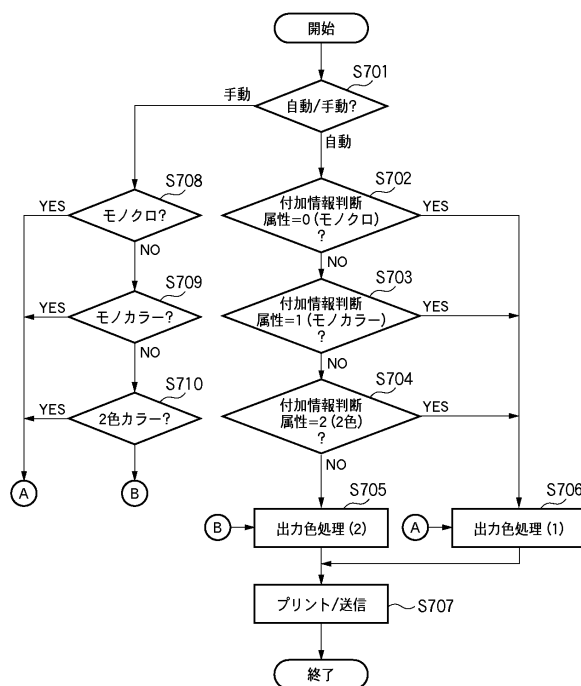 開始
S701
自動/手動?
手動
自動
S708
モノクロ?
YES
NO
S702
付加情報判断
属性=0(モノクロ)
?
YES
NO
S709
モノカラー?
YES
NO
S703
付加情報判断
属性=1(モノカラー)
?
YES
NO
S710
2色カラー?
YES
NO
S704
付加情報判断
属性=2(2色)
?
YES
NO
A
B
S705
B
出力色処理(2)
S706
A
出力色処理(1)
プリント/送信
S707
終了